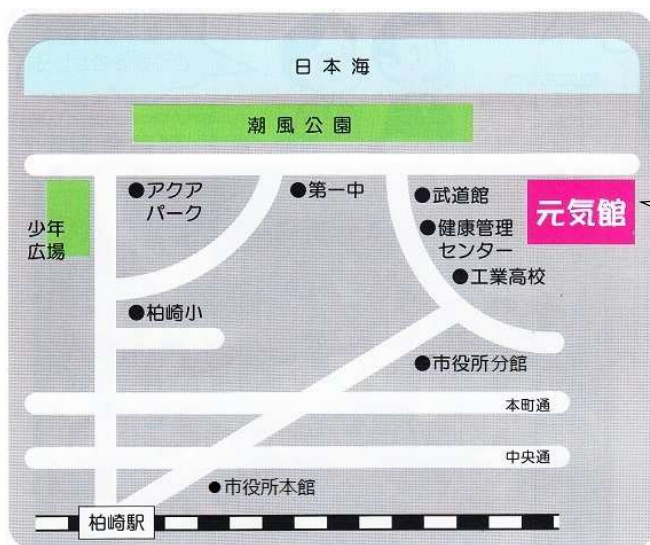 日本海
潮風公園
●アクア
パーク
●第一中
●武道館
元気館
少年
広場
●健康管理
センター
●工業高校
●柏崎小
●市役所分館
本町通
中央通
●市役所本館
柏崎駅